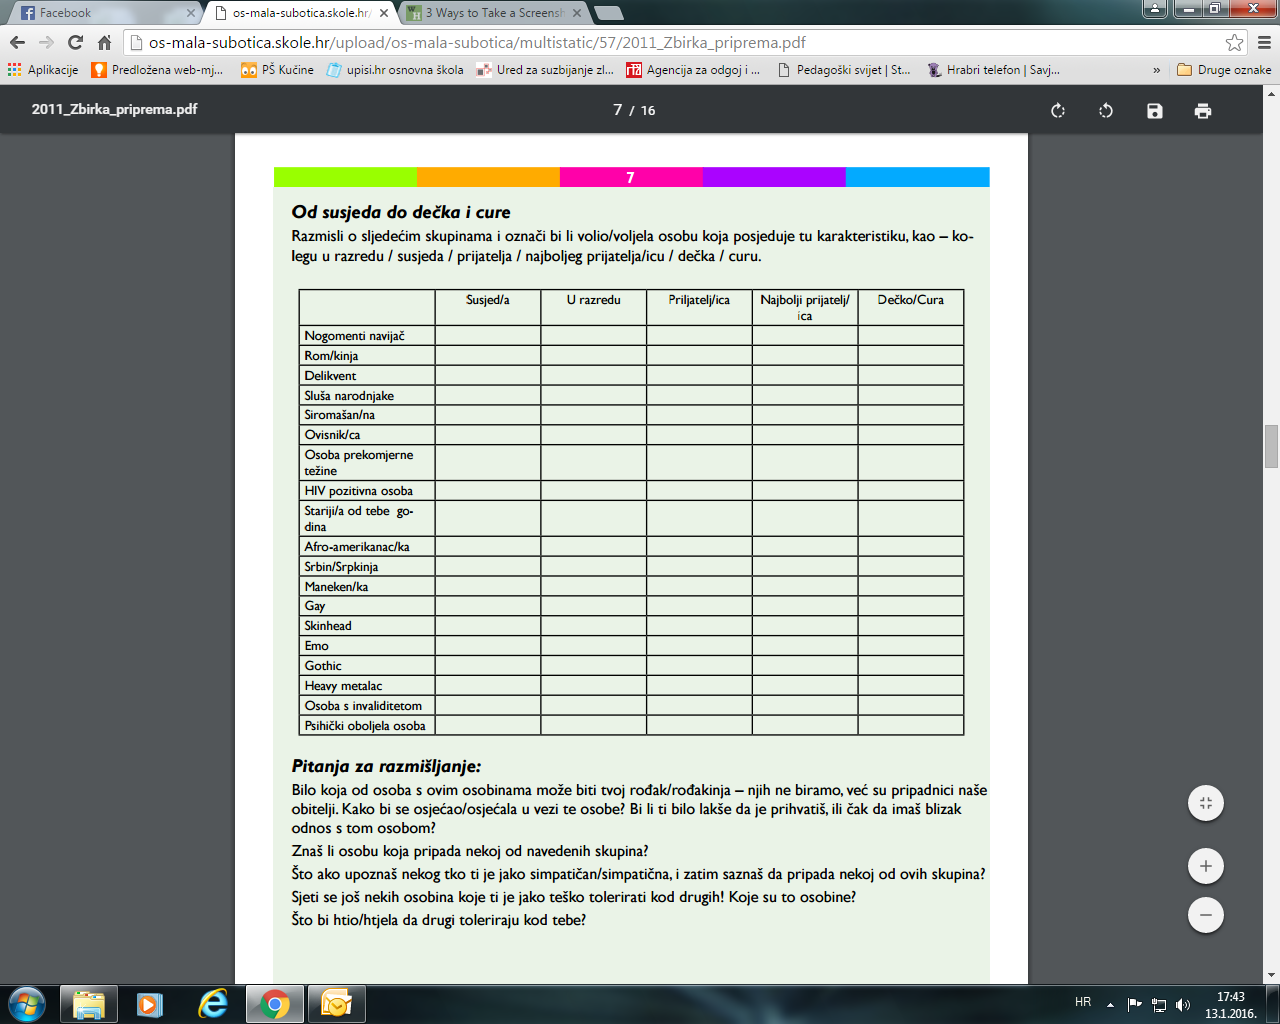 Facebook
os-mala-subotica.skole.hr/
3 Ways to Take a Screensh
os-mala-subotica.skole.hr/upload/os-mala-subotica/multistatic/57/2011_Zbirka_priprema.pdf
Aplikacije
Predložena web-mj...
PŠ Kučine
upisi.hr osnovna škola
Ured za suzbijanje zl...
Agencija za odgoj i ...
Pedagoški svijet | St...
Hrabri telefon | Savj...
»
Druge oznake
2011_Zbirka_priprema.pdf
7 / 16
7
Od susjeda do dečka i cure
Razmisli o sljedećim skupinama i označi bi li volio/voljela osobu koja posjeduje tu karakteristiku, kao – ko-
legu u razredu / susjeda / prijatelja / najboljeg prijatelja/icu / dečka / curu.
Susjed/a
U razredu
Priljatelj/ica
Najbolji prijatelj/
ica
Dečko/Cura
Nogomenti navijač
Rom/kinja
Delikvent
Sluša narodnjake
Siromašan/na
Ovisnik/ca
Osoba prekomjerne
težine
HIV pozitivna osoba
Stariji/a od tebe go-
dina
Afro-amerikanac/ka
Srbin/Srpkinja
Maneken/ka
Gay
Skinhead
Emo
Gothic
Heavy metalac
Osoba s invaliditetom
Psihički oboljela osoba
Pitanja za razmišljanje:
Bilo koja od osoba s ovim osobinama može biti tvoj rođak/rođakinja – njih ne biramo, već su pripadnici naše
obitelji. Kako bi se osjećao/osjećala u vezi te osobe? Bi li ti bilo lakše da je prihvatiš, ili čak da imaš blizak
odnos s tom osobom?
Znaš li osobu koja pripada nekoj od navedenih skupina?
Što ako upoznaš nekog tko ti je jako simpatičan/simpatična, i zatim saznaš da pripada nekoj od ovih skupina?
Sjeti se još nekih osobina koje ti je jako teško tolerirati kod drugih! Koje su to osobine?
Što bi htio/htjela da drugi toleriraju kod tebe?
HR
17:43
13.1.2016.